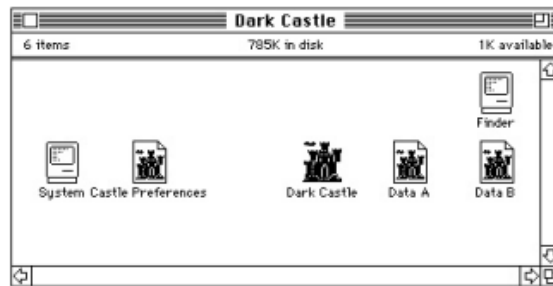 Dark Castle
6 items 785K in disk 1K available
Finder
System Castle Preferences Dark Castle Data A Data B